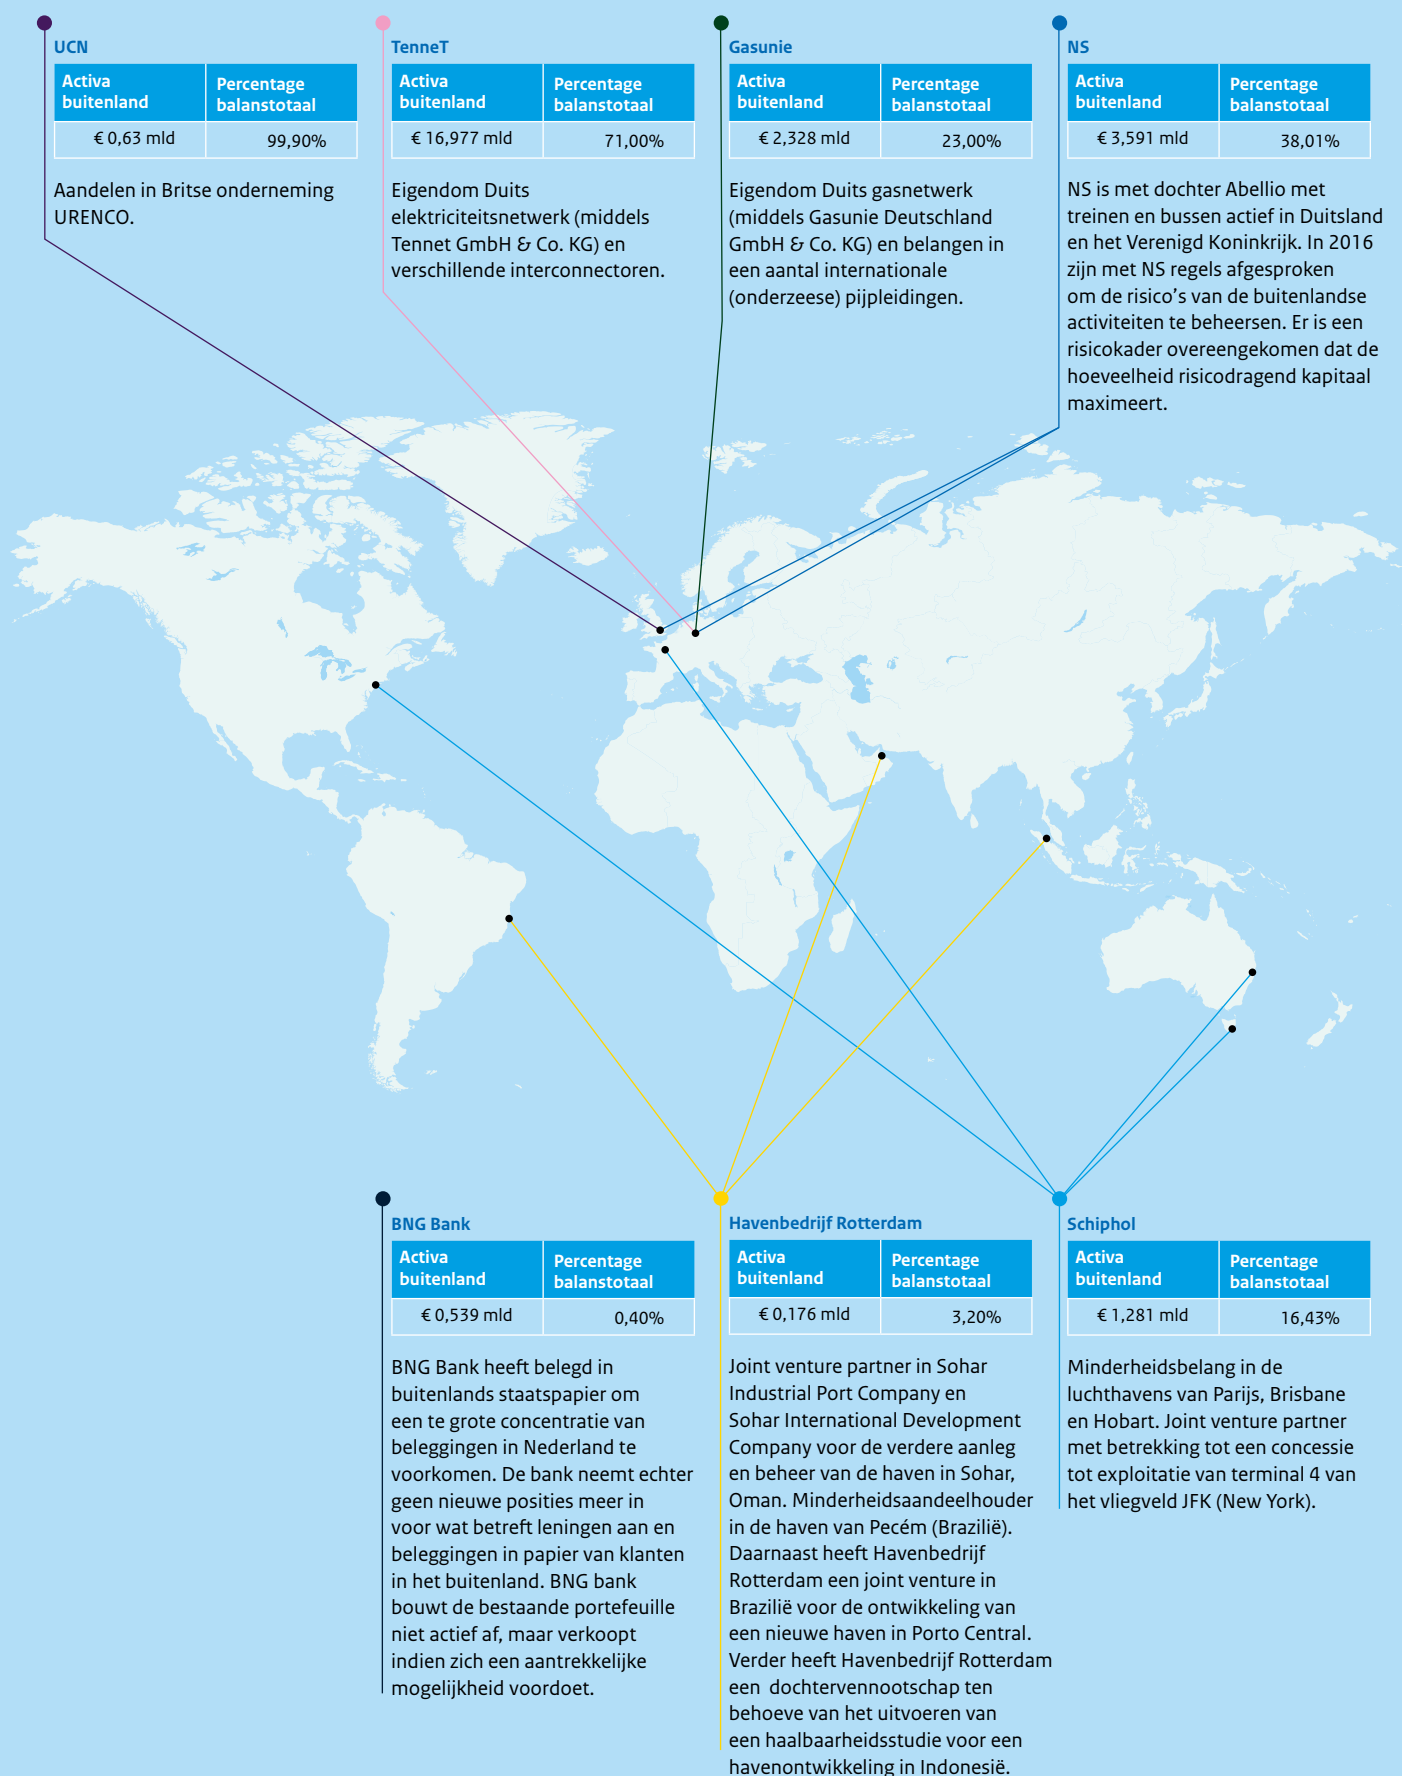 UCN
Activa buitenland
Percentage balanstotaal
€ 0,63 mld
99,90%
Aandelen in Britse onderneming
URENCO.
TenneT
Activa buitenland
Percentage balanstotaal
€ 16,977 mld
71,00%
Eigendom Duits
elektriciteitsnetwerk (middels
Tennet GmbH & Co. KG) en
verschillende interconnectoren.
Gasunie
Activa buitenland
Percentage balanstotaal
€ 2,328 mld
23,00%
Eigendom Duits gasnetwerk
(middels Gasunie Deutschland
GmbH & Co. KG) en belangen in
een aantal internationale
(onderzeese) pijpleidingen.
NS
Activa buitenland
Percentage balanstotaal
€ 3,591 mld
38,01%
NS is met dochter Abellio met
treinen en bussen actief in Duitsland
en het Verenigd Koninkrijk. In 2016
zijn met NS regels afgesproken
om de risico’s van de buitenlandse
activiteiten te beheersen. Er is een
risicokader overeengekomen dat de
hoeveelheid risicodragend kapitaal
maximeert.
BNG Bank
Activa buitenland
Percentage balanstotaal
€ 0,539 mld
0,40%
BNG Bank heeft belegd in
buitenlands staatspapier om
een te grote concentratie van
beleggingen in Nederland te
voorkomen. De bank neemt echter
geen nieuwe posities meer in
voor wat betreft leningen aan en
beleggingen in papier van klanten
in het buitenland. BNG bank
bouwt de bestaande portefeuille
niet actief af, maar verkoopt
indien zich een aantrekkelijke
mogelijkheid voordoet.
Havenbedrijf Rotterdam
Activa buitenland
Percentage balanstotaal
€ 0,176 mld
3,20%
Joint venture partner in Sohar
Industrial Port Company en
Sohar International Development
Company voor de verdere aanleg
en beheer van de haven in Sohar,
Oman. Minderheidsaandeelhouder
in de haven van Pecém (Brazilië).
Daarnaast heeft Havenbedrijf
Rotterdam een joint venture in
Brazilië voor de ontwikkeling van
een nieuwe haven in Porto Central.
Verder heeft Havenbedrijf Rotterdam
een dochtervennootschap ten
behoeve van het uitvoeren van
een haalbaarheidsstudie voor een
havenontwikkeling in Indonesië.
Schiphol
Activa buitenland
Percentage balanstotaal
€ 1,281 mld
16,43%
Minderheidsbelang in de
luchthavens van Parijs, Brisbane
en Hobart. Joint venture partner
met betrekking tot een concessie
tot exploitatie van terminal 4 van
het vliegveld JFK (New York).